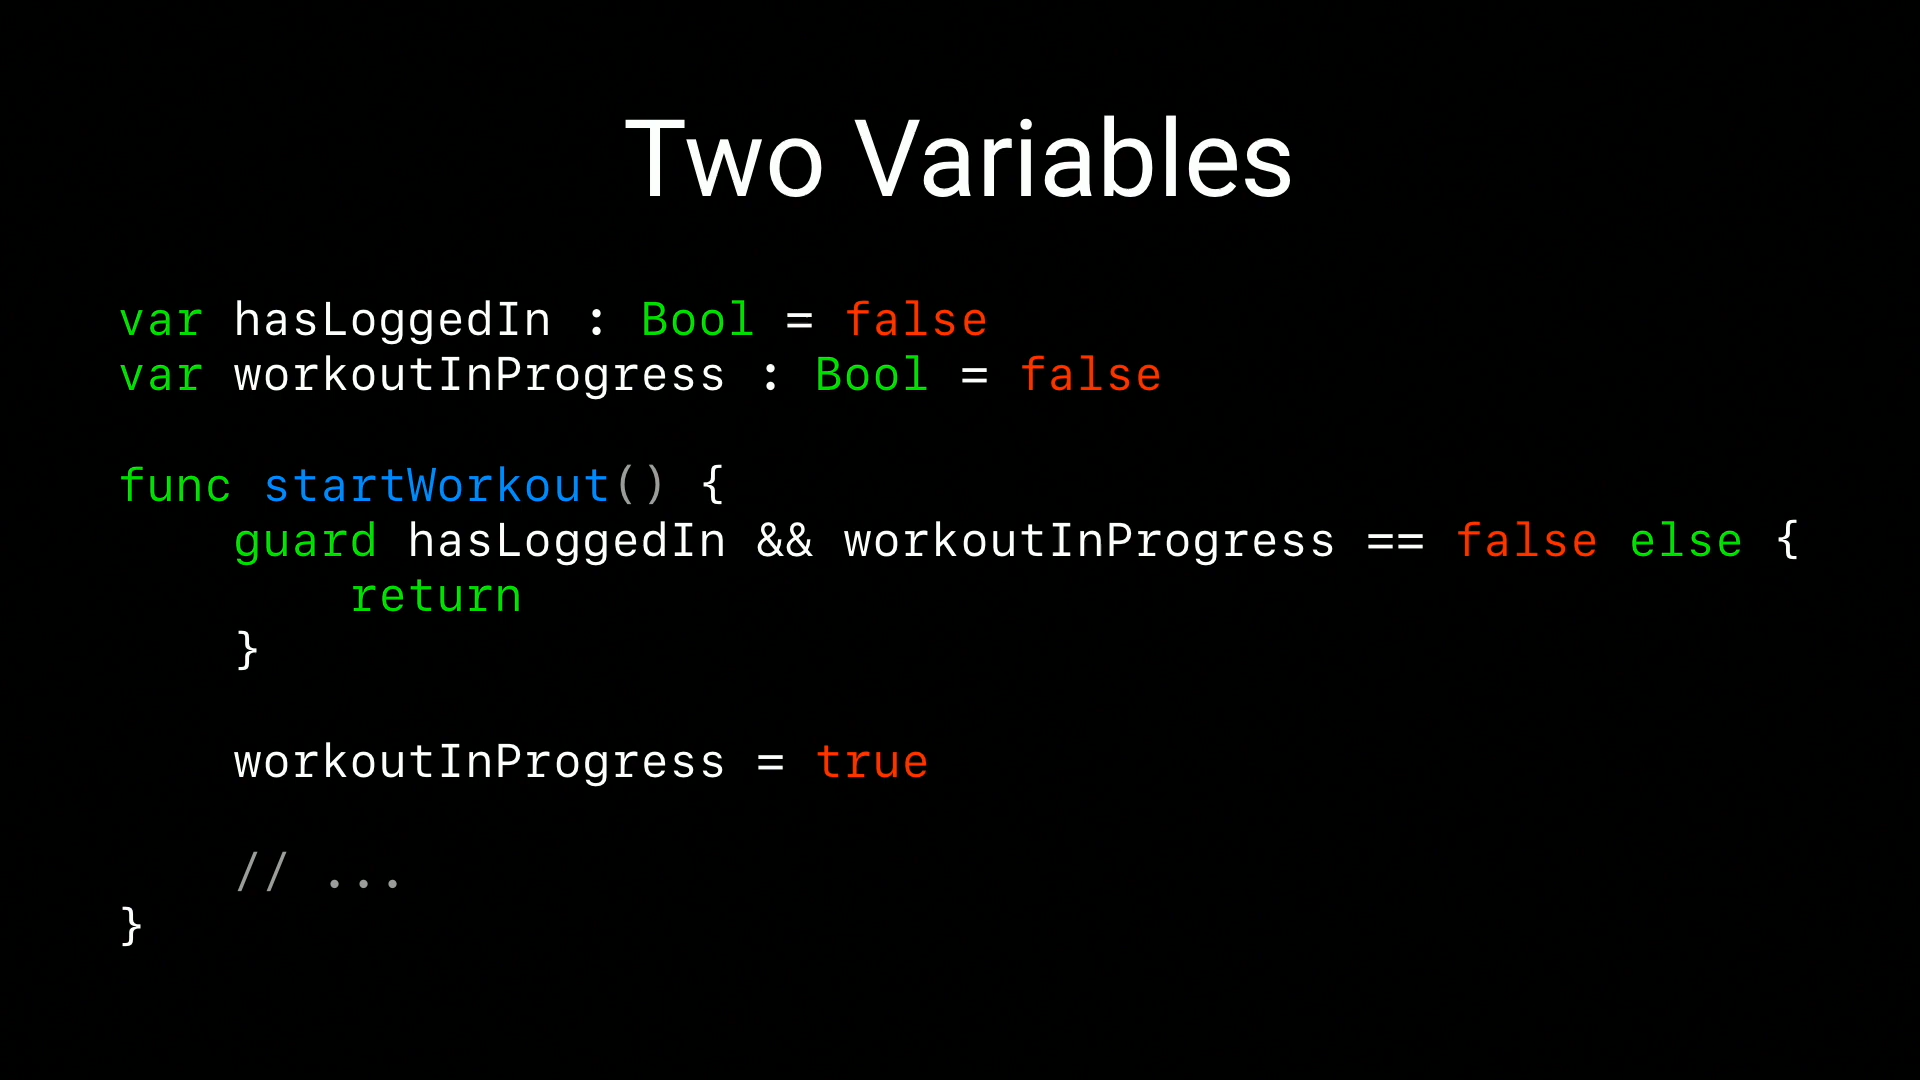 Two Variables
var hasLoggedIn : Bool = false
var workoutInProgress : Bool = false
func startWorkout() {
    guard hasLoggedIn && workoutInProgress == false else {
        return
    }
    workoutInProgress = true
    // ...
}